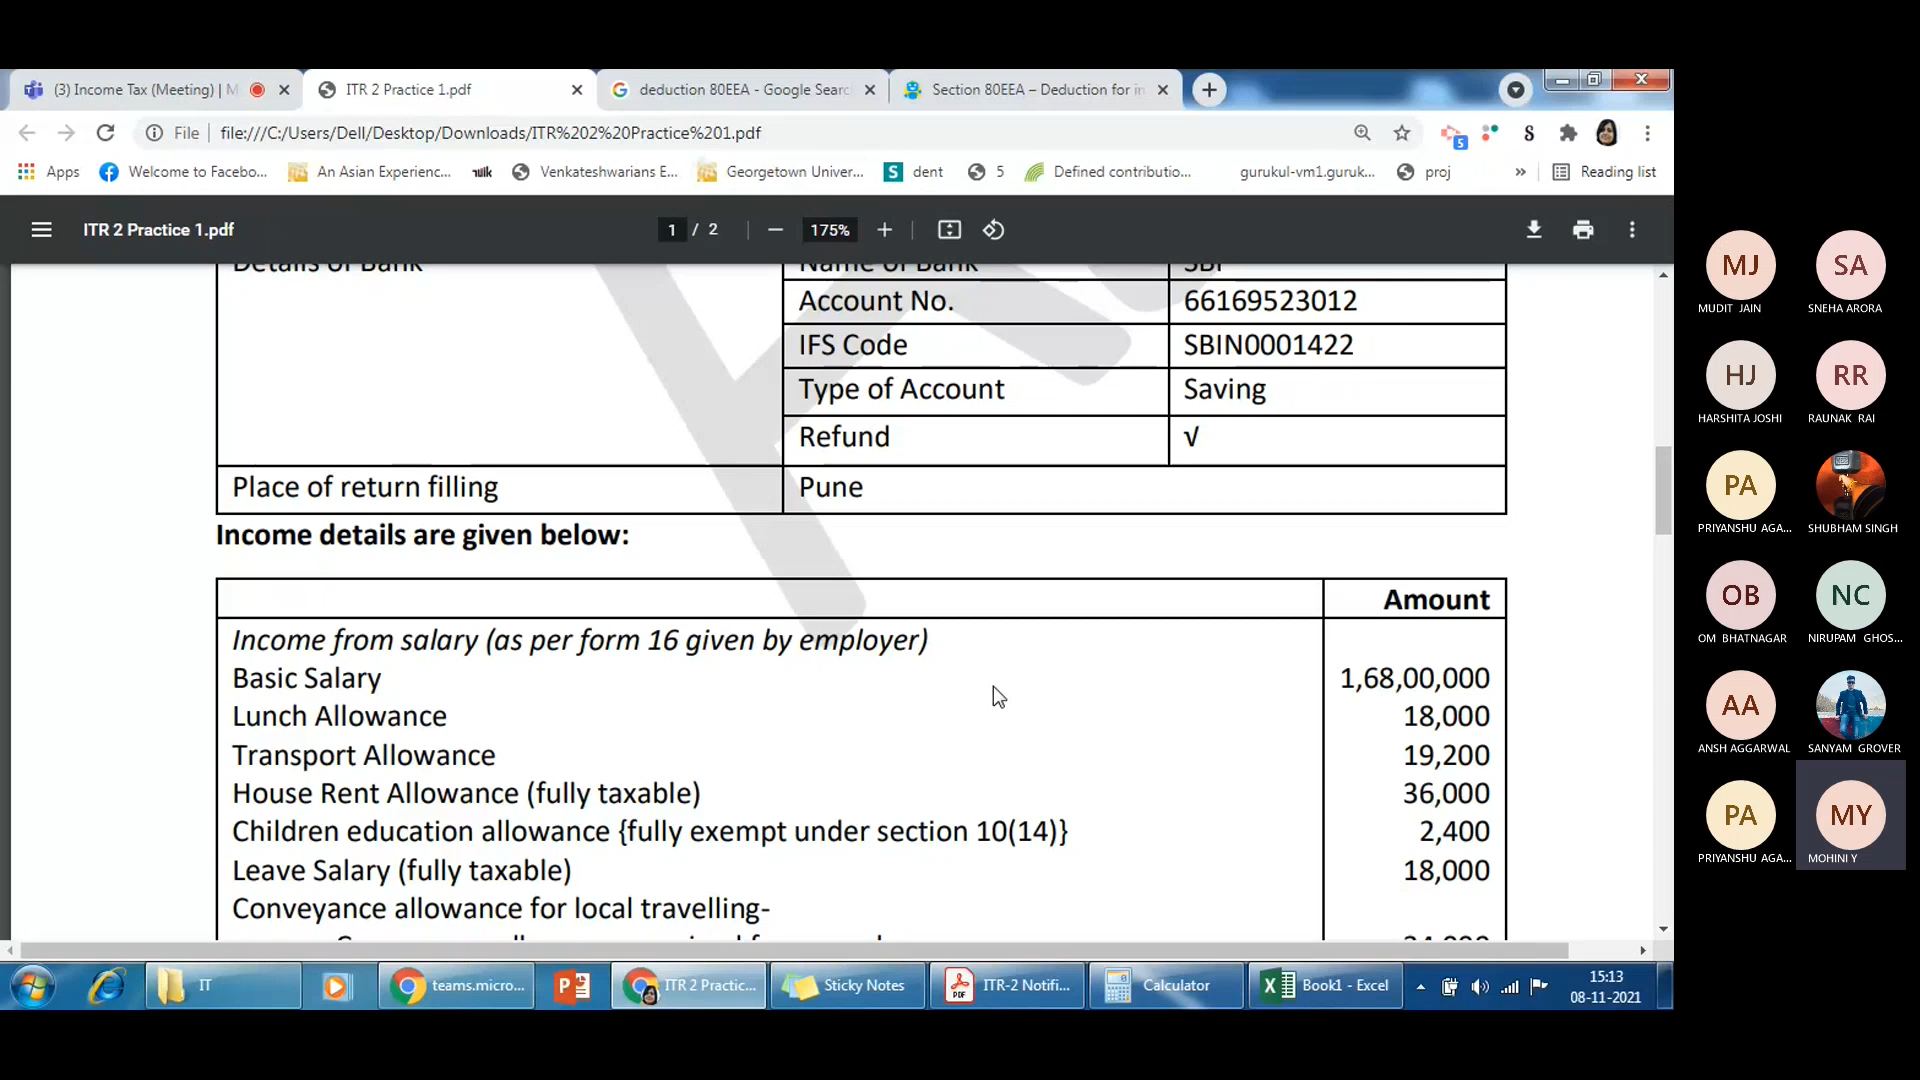 (3) Income Tax (Meeting) | M
ITR 2 Practice 1.pdf
deduction 80EEA - Google Searc
Section 80EEA – Deduction for in
File
file:///C:/Users/Dell/Desktop/Downloads/ITR%202%20Practice%201.pdf
5
S
Apps
Welcome to Facebo...
An Asian Experienc...
Venkateshwarians E...
Georgetown Univer...
S dent
5
Defined contributio...
gurukul-vm1.guruk...
proj
»
Reading list
ITR 2 Practice 1.pdf
1 / 2
175%
Details of Bank
Name of Bank
SBI
Account No.
66169523012
IFS Code
SBIN0001422
Type of Account
Saving
Refund
√
Place of return filling
Pune
Income details are given below:
Amount
Income from salary (as per form 16 given by employer)
Basic Salary
1,68,00,000
Lunch Allowance
18,000
Transport Allowance
19,200
House Rent Allowance (fully taxable)
36,000
Children education allowance {fully exempt under section 10(14)}
2,400
Leave Salary (fully taxable)
18,000
Conveyance allowance for local travelling-
IT
teams.micro...
ITR 2 Practic...
Sticky Notes
PDF
ITR-2 Notifi...
Calculator
Book1 - Excel
15:13
08-11-2021
MJ
MUDIT JAIN
SA
SNEHA ARORA
HJ
HARSHITA JOSHI
RR
RAUNAK RAI
PA
PRIYANSHU AGA...
SHUBHAM SINGH
OB
OM BHATNAGAR
NC
NIRUPAM GHOS...
AA
ANSH AGGARWAL
SANYAM GROVER
PA
PRIYANSHU AGA...
MY
MOHINI Y